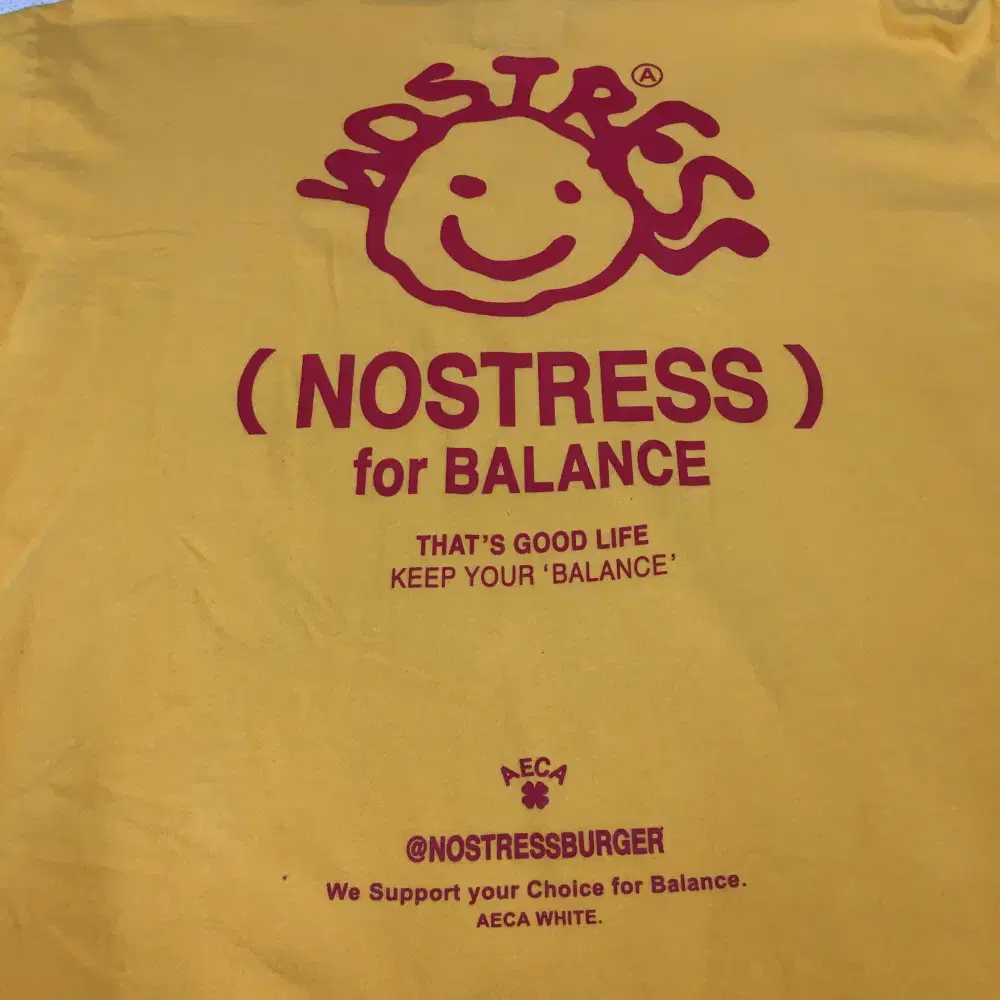 NOSTRESS
Ⓐ
( NOSTRESS )
for BALANCE
THAT'S GOOD LIFE
KEEP YOUR 'BALANCE'
AECA
@NOSTRESSBURGER
We Support your Choice for Balance.
AECA WHITE.